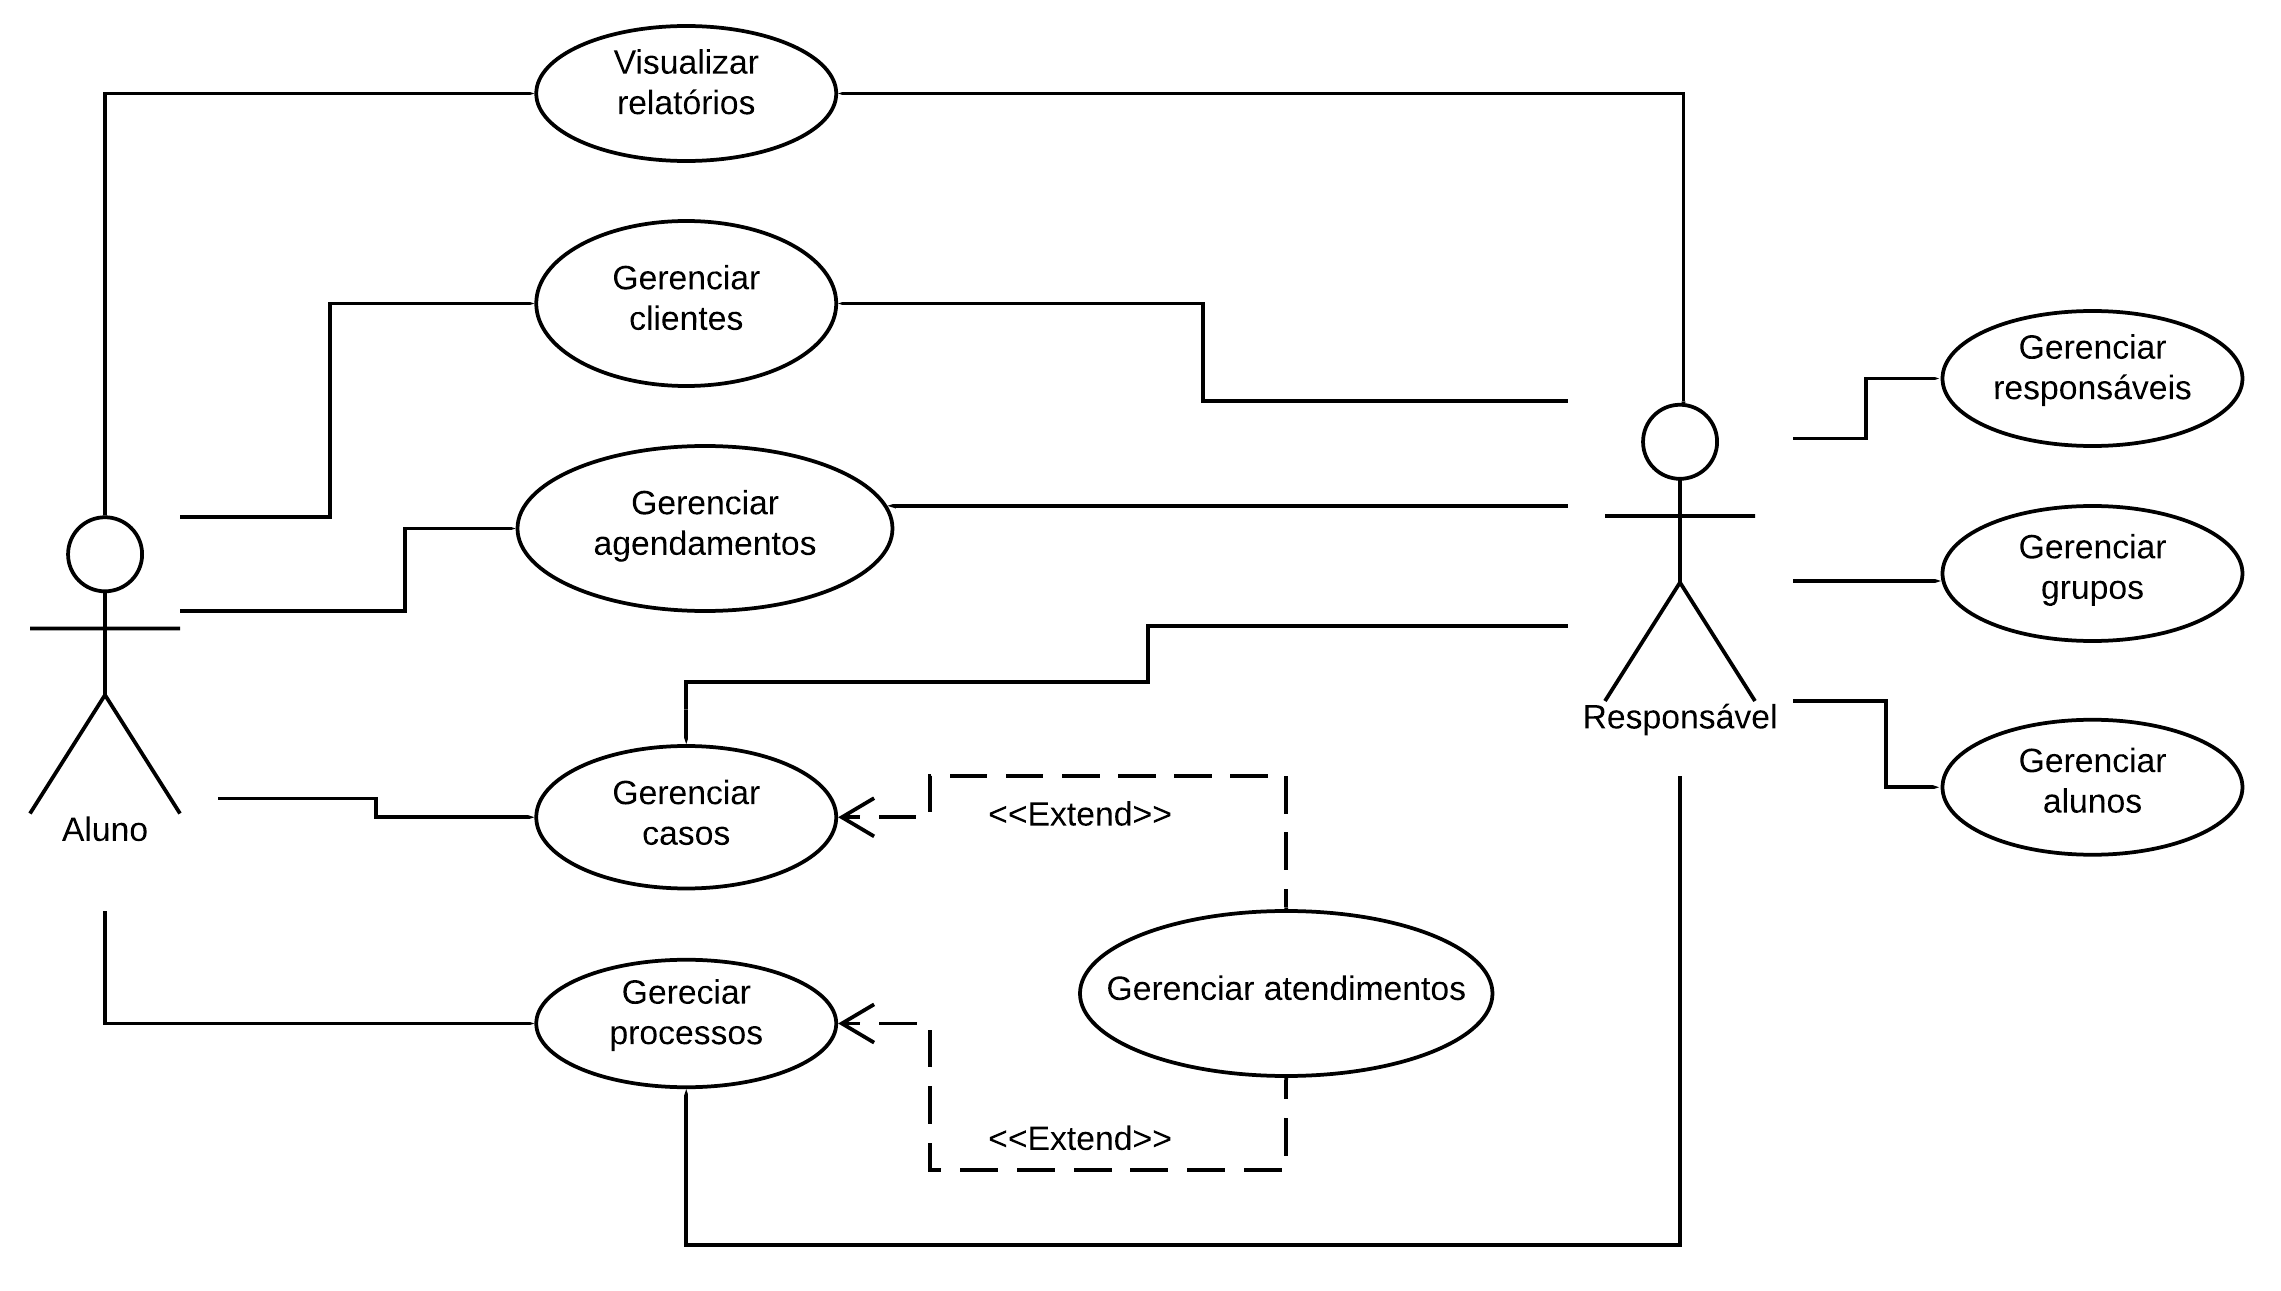 Visualizar
relatórios
Gerenciar
clientes
Gerenciar
responsáveis
Gerenciar
agendamentos
Gerenciar
grupos
Responsável
Gerenciar
alunos
Aluno
Gerenciar
casos
<<Extend>>
Gerenciar atendimentos
Gereciar
processos
<<Extend>>